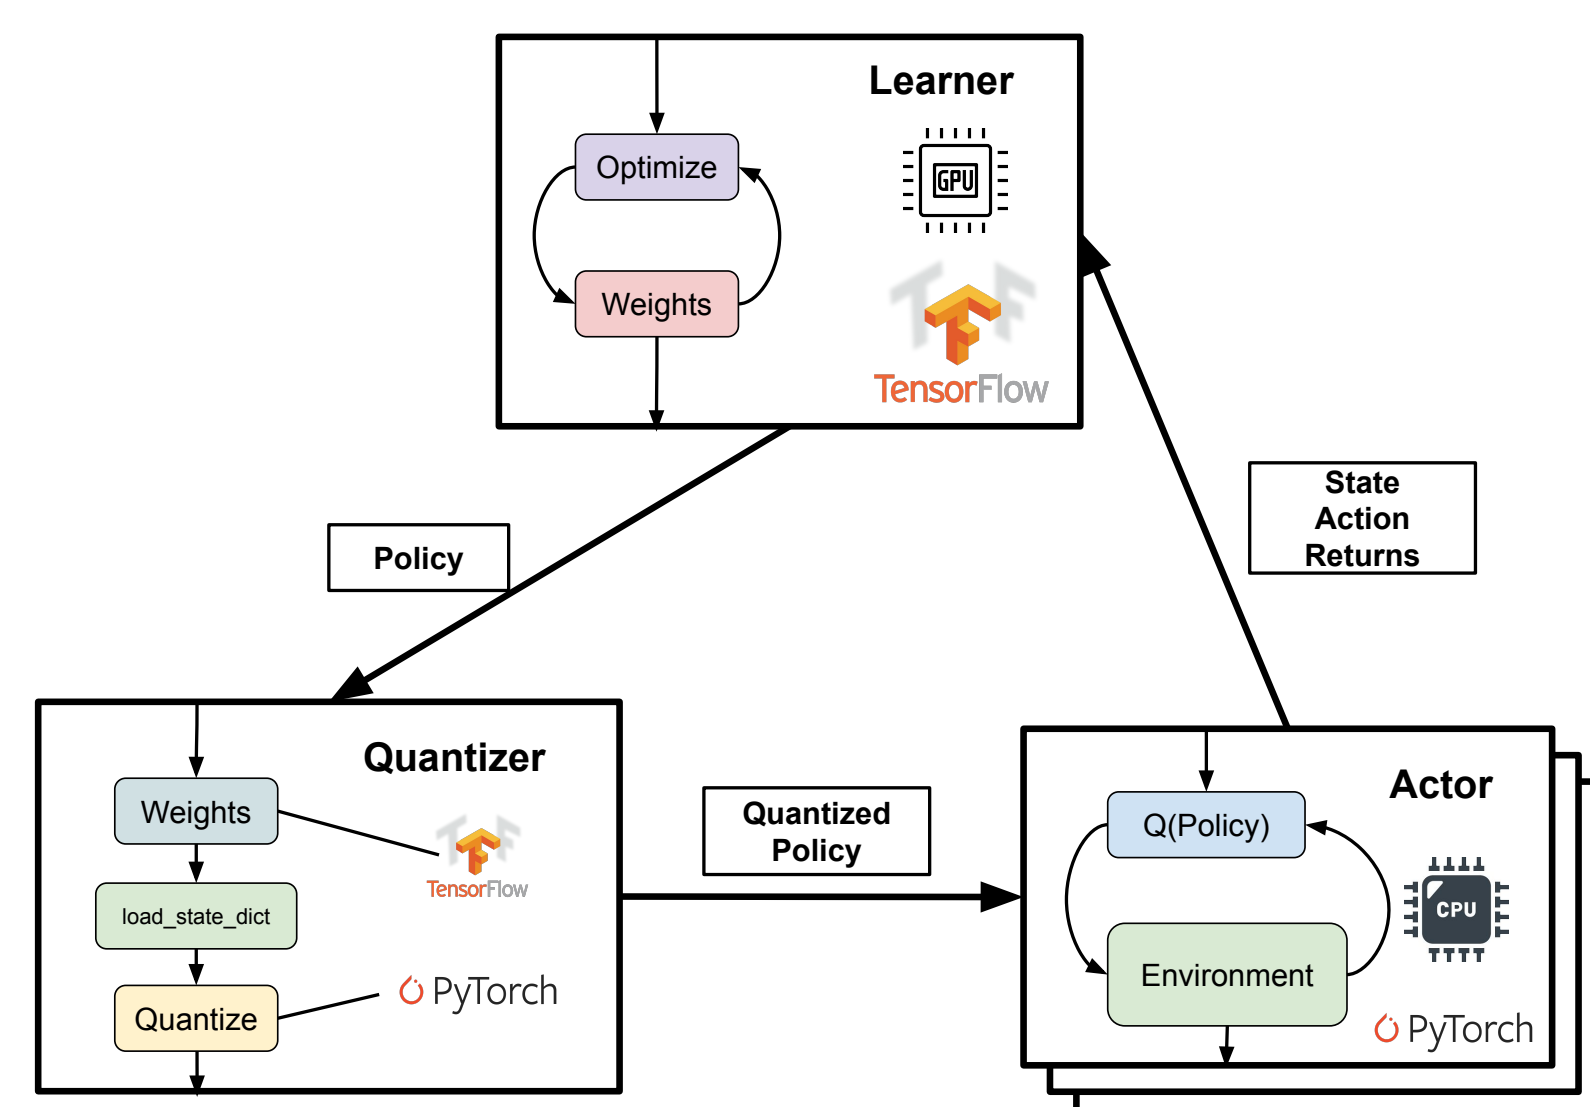 Learner
Optimize
GPU
Weights
TensorFlow
State
Action
Returns
Policy
Quantizer
Weights
TensorFlow
load_state_dict
PyTorch
Quantize
Quantized
Policy
Actor
Q(Policy)
CPU
Environment
PyTorch